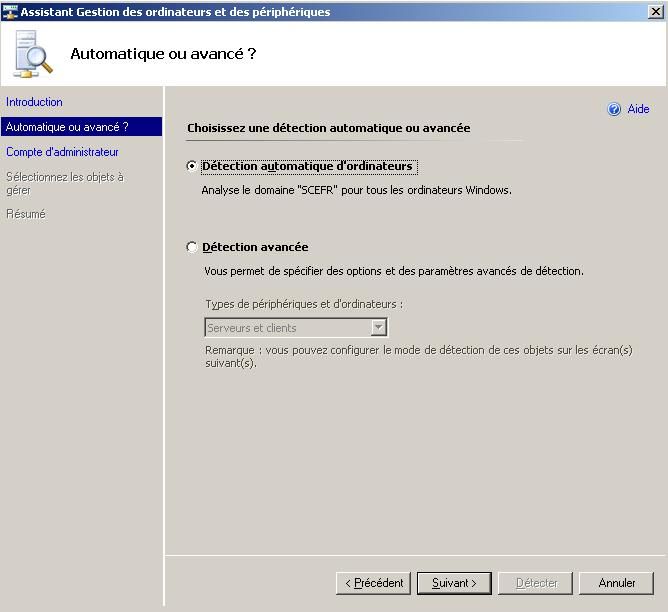 Assistant Gestion des ordinateurs et des périphériques
Automatique ou avancé ?
Introduction
Automatique ou avancé ?
Compte d'administrateur
Sélectionnez les objets à
gérer
Résumé
Aide
Choisissez une détection automatique ou avancée
Détection automatique d'ordinateurs
Analyse le domaine "SCEFR" pour tous les ordinateurs Windows.
Détection avancée
Vous permet de spécifier des options et des paramètres avancés de détection.
Types de périphériques et d'ordinateurs :
Serveurs et clients
Remarque : vous pouvez configurer le mode de détection de ces objets sur les écran(s)
suivant(s).
< Précédent
Suivant >
Détecter
Annuler